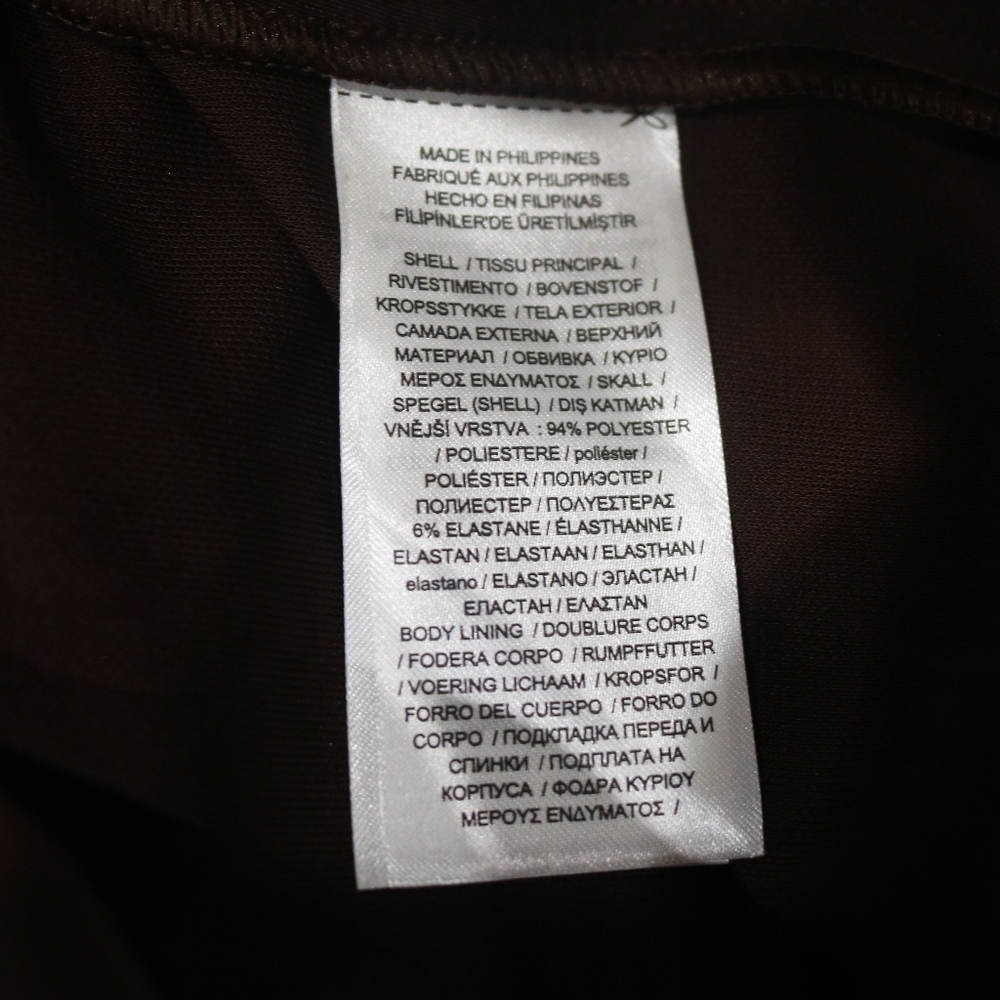 MADE IN PHILIPPINES
FABRIQUÉ AUX PHILIPPINES
HECHO EN FILIPINAS
FİLİPİNLER'DE ÜRETİLMİŞTİR
SHELL / TISSU PRINCIPAL /
RIVESTIMENTO / BOVENSTOF /
KROPSSTYKKE / TELA EXTERIOR /
CAMADA EXTERNA / ВЕРХНИЙ
МАТЕРИАЛ / ОБВИВКА / ΚΥΡΙΟ
ΜΕΡΟΣ ΕΝΔΥΜΑΤΟΣ / SKALL /
SPEGEL (SHELL) / DIŞ KATMAN /
VNĚJŠÍ VRSTVA : 94% POLYESTER
/ POLIESTERE / poliéster /
POLIÉSTER / ПОЛИЭСТЕР /
ПОЛИЕСТЕР / ΠΟΛΥΕΣΤΕΡΑΣ
6% ELASTANE / ÉLASTHANNE /
ELASTAN / ELASTAAN / ELASTHAN /
elastano / ELASTANO / ЭЛАСТАН /
ЕЛАСТАН / ΕΛΑΣΤΑΝ
BODY LINING / DOUBLURE CORPS
/ FODERA CORPO / RUMPFFUTTER
/ VOERING LICHAAM / KROPSFOR /
FORRO DEL CUERPO / FORRO DO
CORPO / ПОДКЛАДКА ПЕРЕДА И
СПИНКИ / ПОДПЛАТА НА
КОРПУСА / ΦΟΔΡΑ ΚΥΡΙΟΥ
ΜΕΡΟΥΣ ΕΝΔΥΜΑΤΟΣ /